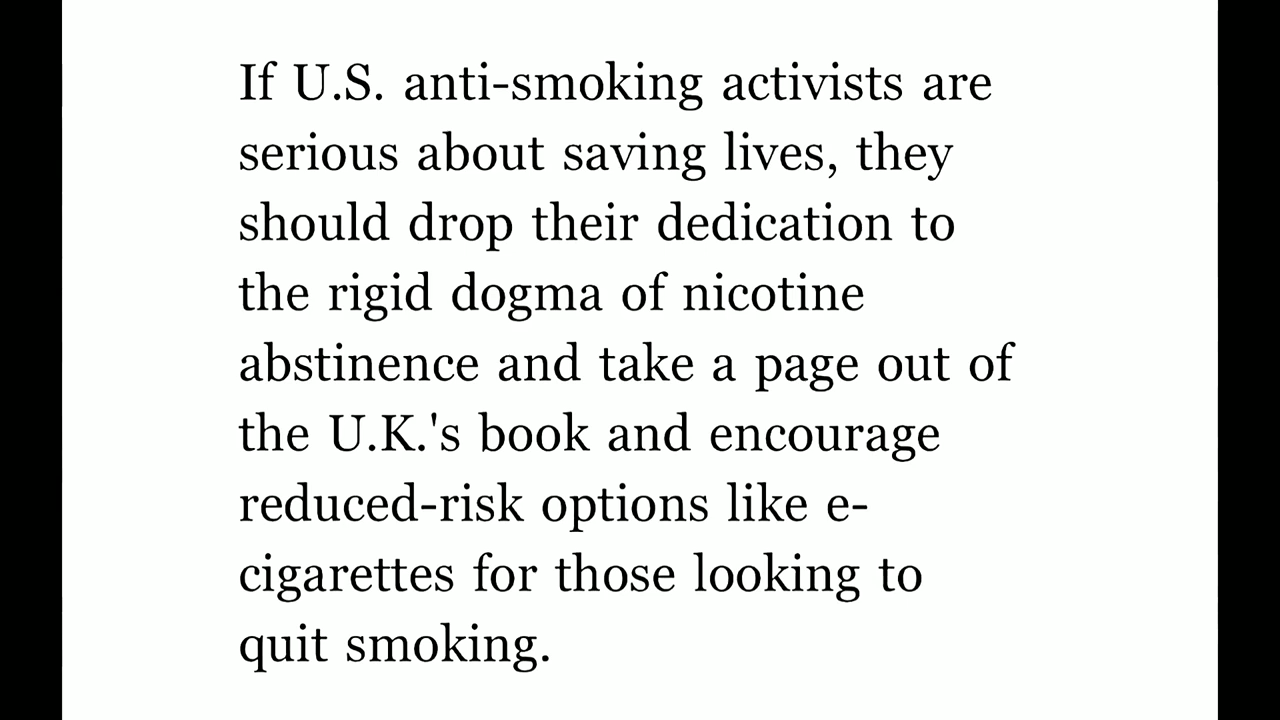 If U.S. anti-smoking activists are
serious about saving lives, they
should drop their dedication to
the rigid dogma of nicotine
abstinence and take a page out of
the U.K.'s book and encourage
reduced-risk options like e-
cigarettes for those looking to
quit smoking.